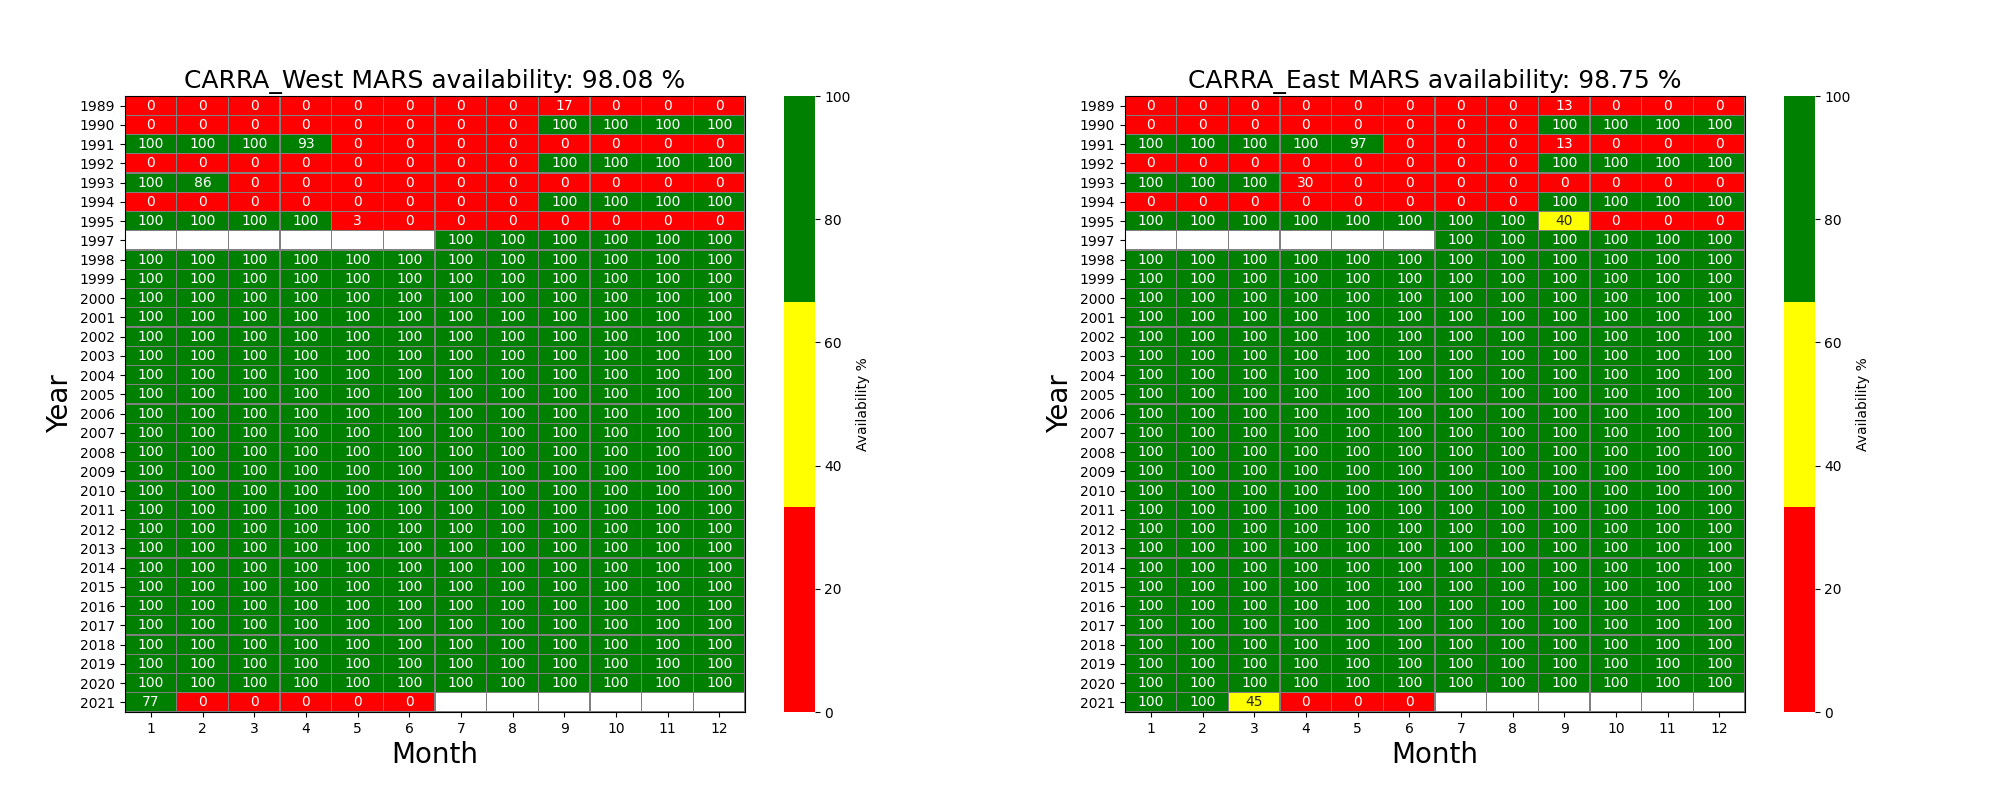 CARRA_West MARS availability: 98.08 %
1989 0 0 0 0 0 0 0 0 17 0 0 0
1990 0 0 0 0 0 0 0 0 100 100 100 100
1991 100 100 100 93 0 0 0 0 0 0 0 0
1992 0 0 0 0 0 0 0 0 100 100 100 100
1993 100 86 0 0 0 0 0 0 0 0 0 0
1994 0 0 0 0 0 0 0 0 100 100 100 100
1995 100 100 100 100 3 0 0 0 0 0 0 0
1997 100 100 100 100 100 100
1998 100 100 100 100 100 100 100 100 100 100 100 100
1999 100 100 100 100 100 100 100 100 100 100 100 100
2000 100 100 100 100 100 100 100 100 100 100 100 100
2001 100 100 100 100 100 100 100 100 100 100 100 100
2002 100 100 100 100 100 100 100 100 100 100 100 100
2003 100 100 100 100 100 100 100 100 100 100 100 100
2004 100 100 100 100 100 100 100 100 100 100 100 100
2005 100 100 100 100 100 100 100 100 100 100 100 100
2006 100 100 100 100 100 100 100 100 100 100 100 100
2007 100 100 100 100 100 100 100 100 100 100 100 100
2008 100 100 100 100 100 100 100 100 100 100 100 100
2009 100 100 100 100 100 100 100 100 100 100 100 100
2010 100 100 100 100 100 100 100 100 100 100 100 100
2011 100 100 100 100 100 100 100 100 100 100 100 100
2012 100 100 100 100 100 100 100 100 100 100 100 100
2013 100 100 100 100 100 100 100 100 100 100 100 100
2014 100 100 100 100 100 100 100 100 100 100 100 100
2015 100 100 100 100 100 100 100 100 100 100 100 100
2016 100 100 100 100 100 100 100 100 100 100 100 100
2017 100 100 100 100 100 100 100 100 100 100 100 100
2018 100 100 100 100 100 100 100 100 100 100 100 100
2019 100 100 100 100 100 100 100 100 100 100 100 100
2020 100 100 100 100 100 100 100 100 100 100 100 100
2021 77 0 0 0 0 0
1 2 3 4 5 6 7 8 9 10 11 12
Month
Year
100
80
60
40
20
0
Availability %
CARRA_East MARS availability: 98.75 %
1989 0 0 0 0 0 0 0 0 13 0 0 0
1990 0 0 0 0 0 0 0 0 100 100 100 100
1991 100 100 100 100 97 0 0 0 13 0 0 0
1992 0 0 0 0 0 0 0 0 100 100 100 100
1993 100 100 100 30 0 0 0 0 0 0 0 0
1994 0 0 0 0 0 0 0 0 100 100 100 100
1995 100 100 100 100 100 100 100 100 40 0 0 0
1997 100 100 100 100 100 100
1998 100 100 100 100 100 100 100 100 100 100 100 100
1999 100 100 100 100 100 100 100 100 100 100 100 100
2000 100 100 100 100 100 100 100 100 100 100 100 100
2001 100 100 100 100 100 100 100 100 100 100 100 100
2002 100 100 100 100 100 100 100 100 100 100 100 100
2003 100 100 100 100 100 100 100 100 100 100 100 100
2004 100 100 100 100 100 100 100 100 100 100 100 100
2005 100 100 100 100 100 100 100 100 100 100 100 100
2006 100 100 100 100 100 100 100 100 100 100 100 100
2007 100 100 100 100 100 100 100 100 100 100 100 100
2008 100 100 100 100 100 100 100 100 100 100 100 100
2009 100 100 100 100 100 100 100 100 100 100 100 100
2010 100 100 100 100 100 100 100 100 100 100 100 100
2011 100 100 100 100 100 100 100 100 100 100 100 100
2012 100 100 100 100 100 100 100 100 100 100 100 100
2013 100 100 100 100 100 100 100 100 100 100 100 100
2014 100 100 100 100 100 100 100 100 100 100 100 100
2015 100 100 100 100 100 100 100 100 100 100 100 100
2016 100 100 100 100 100 100 100 100 100 100 100 100
2017 100 100 100 100 100 100 100 100 100 100 100 100
2018 100 100 100 100 100 100 100 100 100 100 100 100
2019 100 100 100 100 100 100 100 100 100 100 100 100
2020 100 100 100 100 100 100 100 100 100 100 100 100
2021 100 100 45 0 0 0
1 2 3 4 5 6 7 8 9 10 11 12
Month
Year
100
80
60
40
20
0
Availability %